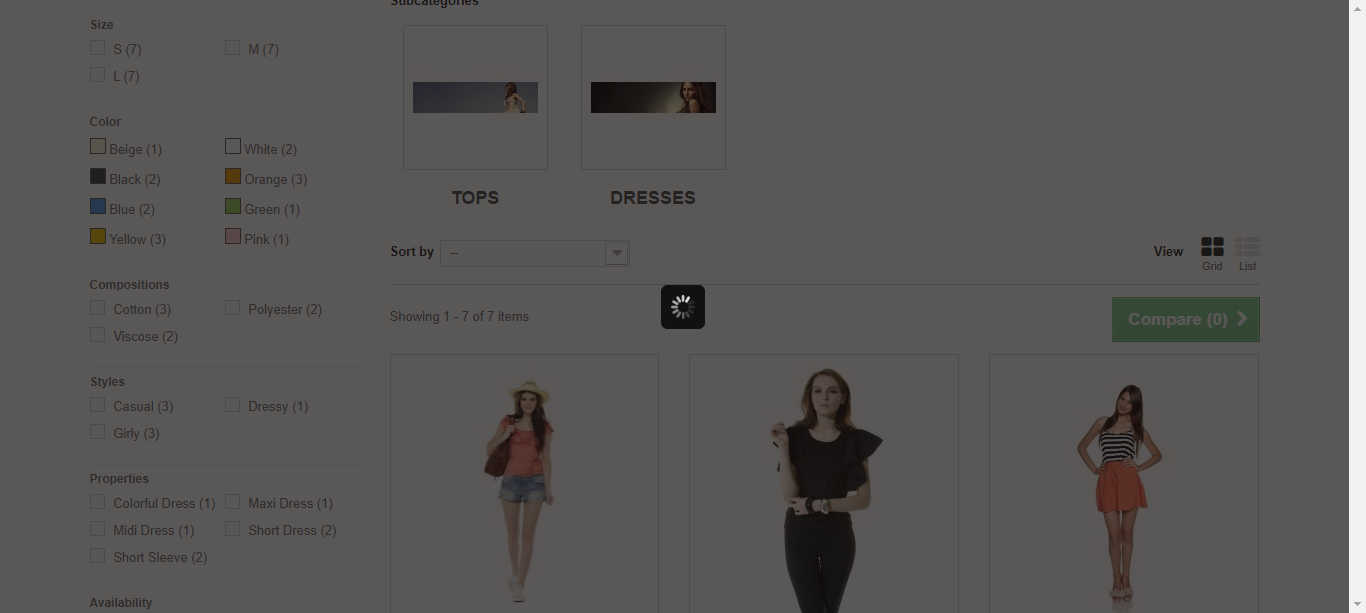 Subcategories
Size
S (7)
M (7)
L (7)
Color
Beige (1)
White (2)
Black (2)
Orange (3)
Blue (2)
Green (1)
Yellow (3)
Pink (1)
Compositions
Cotton (3)
Polyester (2)
Viscose (2)
Styles
Casual (3)
Dressy (1)
Girly (3)
Properties
Colorful Dress (1)
Maxi Dress (1)
Midi Dress (1)
Short Dress (2)
Short Sleeve (2)
Availability
TOPS
DRESSES
Sort by
--
View
Grid
List
Showing 1 - 7 of 7 items
Compare (0)